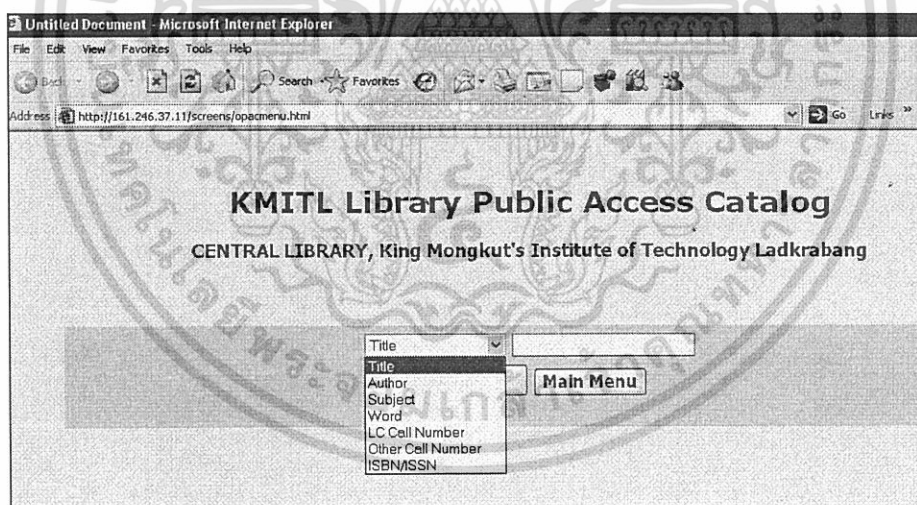 Untitled Document - Microsoft Internet Explorer
File Edit View Favorites Tools Help
Back Search Favorites
Address http://161.246.37.11/screens/opacmenu.html Go Links »
KMITL Library Public Access Catalog
CENTRAL LIBRARY, King Mongkut's Institute of Technology Ladkrabang
Title
Title
Author Main Menu
Subject
Word
LC Call Number
Other Call Number
ISBN/ISSN